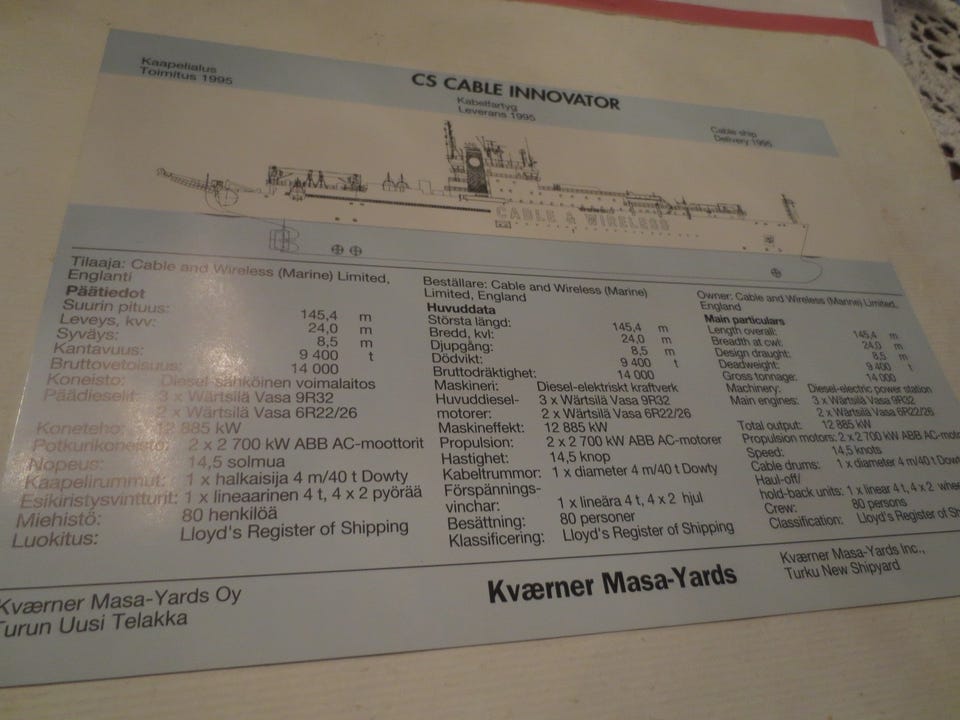 Kaapelialus
Toimitus 1995
CS CABLE INNOVATOR
Kabelfartyg
Leverans 1995
Cable ship
Delivery 1995
CABLE & WIRELESS
Tilaaja: Cable and Wireless (Marine) Limited,
Englanti
Päätiedot
Suurin pituus: 145,4 m
Leveys, kvv: 24,0 m
Syväys: 8,5 m
Kantavuus: 9 400 t
Bruttovetoisuus: 14 000
Koneisto: Diesel-sähköinen voimalaitos
Päädieselit: 3 x Wärtsilä Vasa 9R32
2 x Wärtsilä Vasa 6R22/26
Koneteho: 12 885 kW
Potkurikoneisto: 2 x 2 700 kW ABB AC-moottorit
Nopeus: 14,5 solmua
Kaapelirummut: 1 x halkaisija 4 m/40 t Dowty
Esikiristysvintturit: 1 x lineaarinen 4 t, 4 x 2 pyörää
Miehistö: 80 henkilöä
Luokitus: Lloyd's Register of Shipping
Beställare: Cable and Wireless (Marine)
Limited, England
Huvuddata
Största längd: 145,4 m
Bredd, kvl: 24,0 m
Djupgång: 8,5 m
Dödvikt: 9 400 t
Bruttodräktighet: 14 000
Maskineri: Diesel-elektriskt kraftverk
Huvuddiesel- 3 x Wärtsilä Vasa 9R32
motorer: 2 x Wärtsilä Vasa 6R22/26
Maskineffekt: 12 885 kW
Propulsion: 2 x 2 700 kW ABB AC-motorer
Hastighet: 14,5 knop
Kabeltrummor: 1 x diameter 4 m/40 t Dowty
Förspännings-
vinchar: 1 x lineära 4 t, 4 x 2 hjul
Besättning: 80 personer
Klassificering: Lloyd's Register of Shipping
Owner: Cable and Wireless (Marine) Limited,
England
Main particulars
Length overall: 145,4 m
Breadth at cwl: 24,0 m
Design draught: 8,5 m
Deadweight: 9 400 t
Gross tonnage: 14 000
Machinery: Diesel-electric power station
Main engines: 3 x Wärtsilä Vasa 9R32
2 x Wärtsilä Vasa 6R22/26
Total output: 12 885 kW
Propulsion motors: 2 x 2 700 kW ABB AC-moto
Speed: 14,5 knots
Cable drums: 1 x diameter 4 m/40 t Dowt
Haul-off/
hold-back units: 1 x linear 4 t, 4 x 2 whee
Crew: 80 persons
Classification: Lloyd's Register of Sh
Kværner Masa-Yards Oy
Turun Uusi Telakka
Kværner Masa-Yards
Kværner Masa-Yards Inc.,
Turku New Shipyard